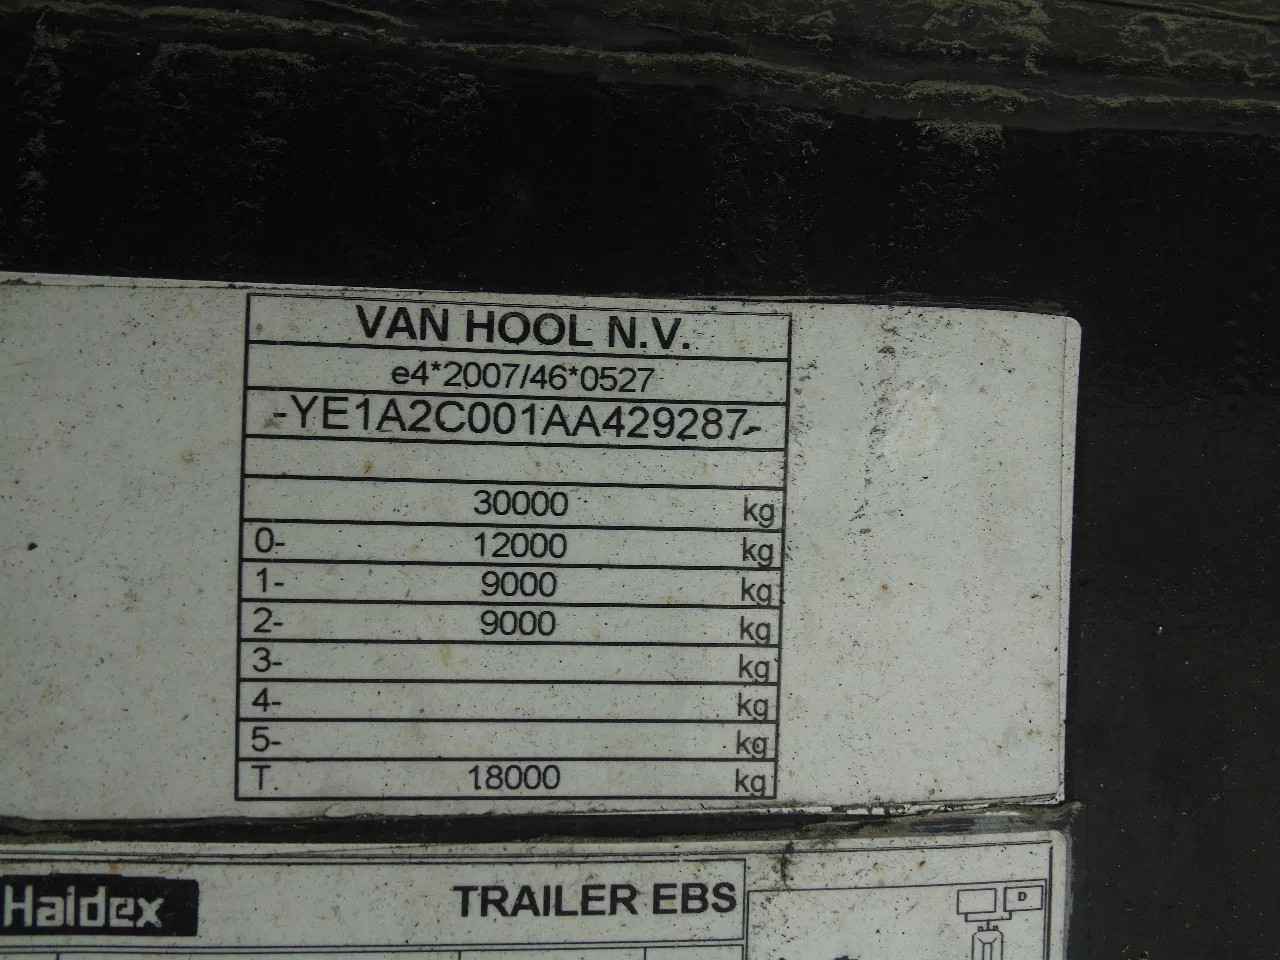 VAN HOOL N.V.
e4*2007/46*0527
-YE1A2C001AA429287-
30000 kg
0- 12000 kg
1- 9000 kg
2- 9000 kg
3- kg
4- kg
5- kg
T. 18000 kg
Haldex TRAILER EBS
D